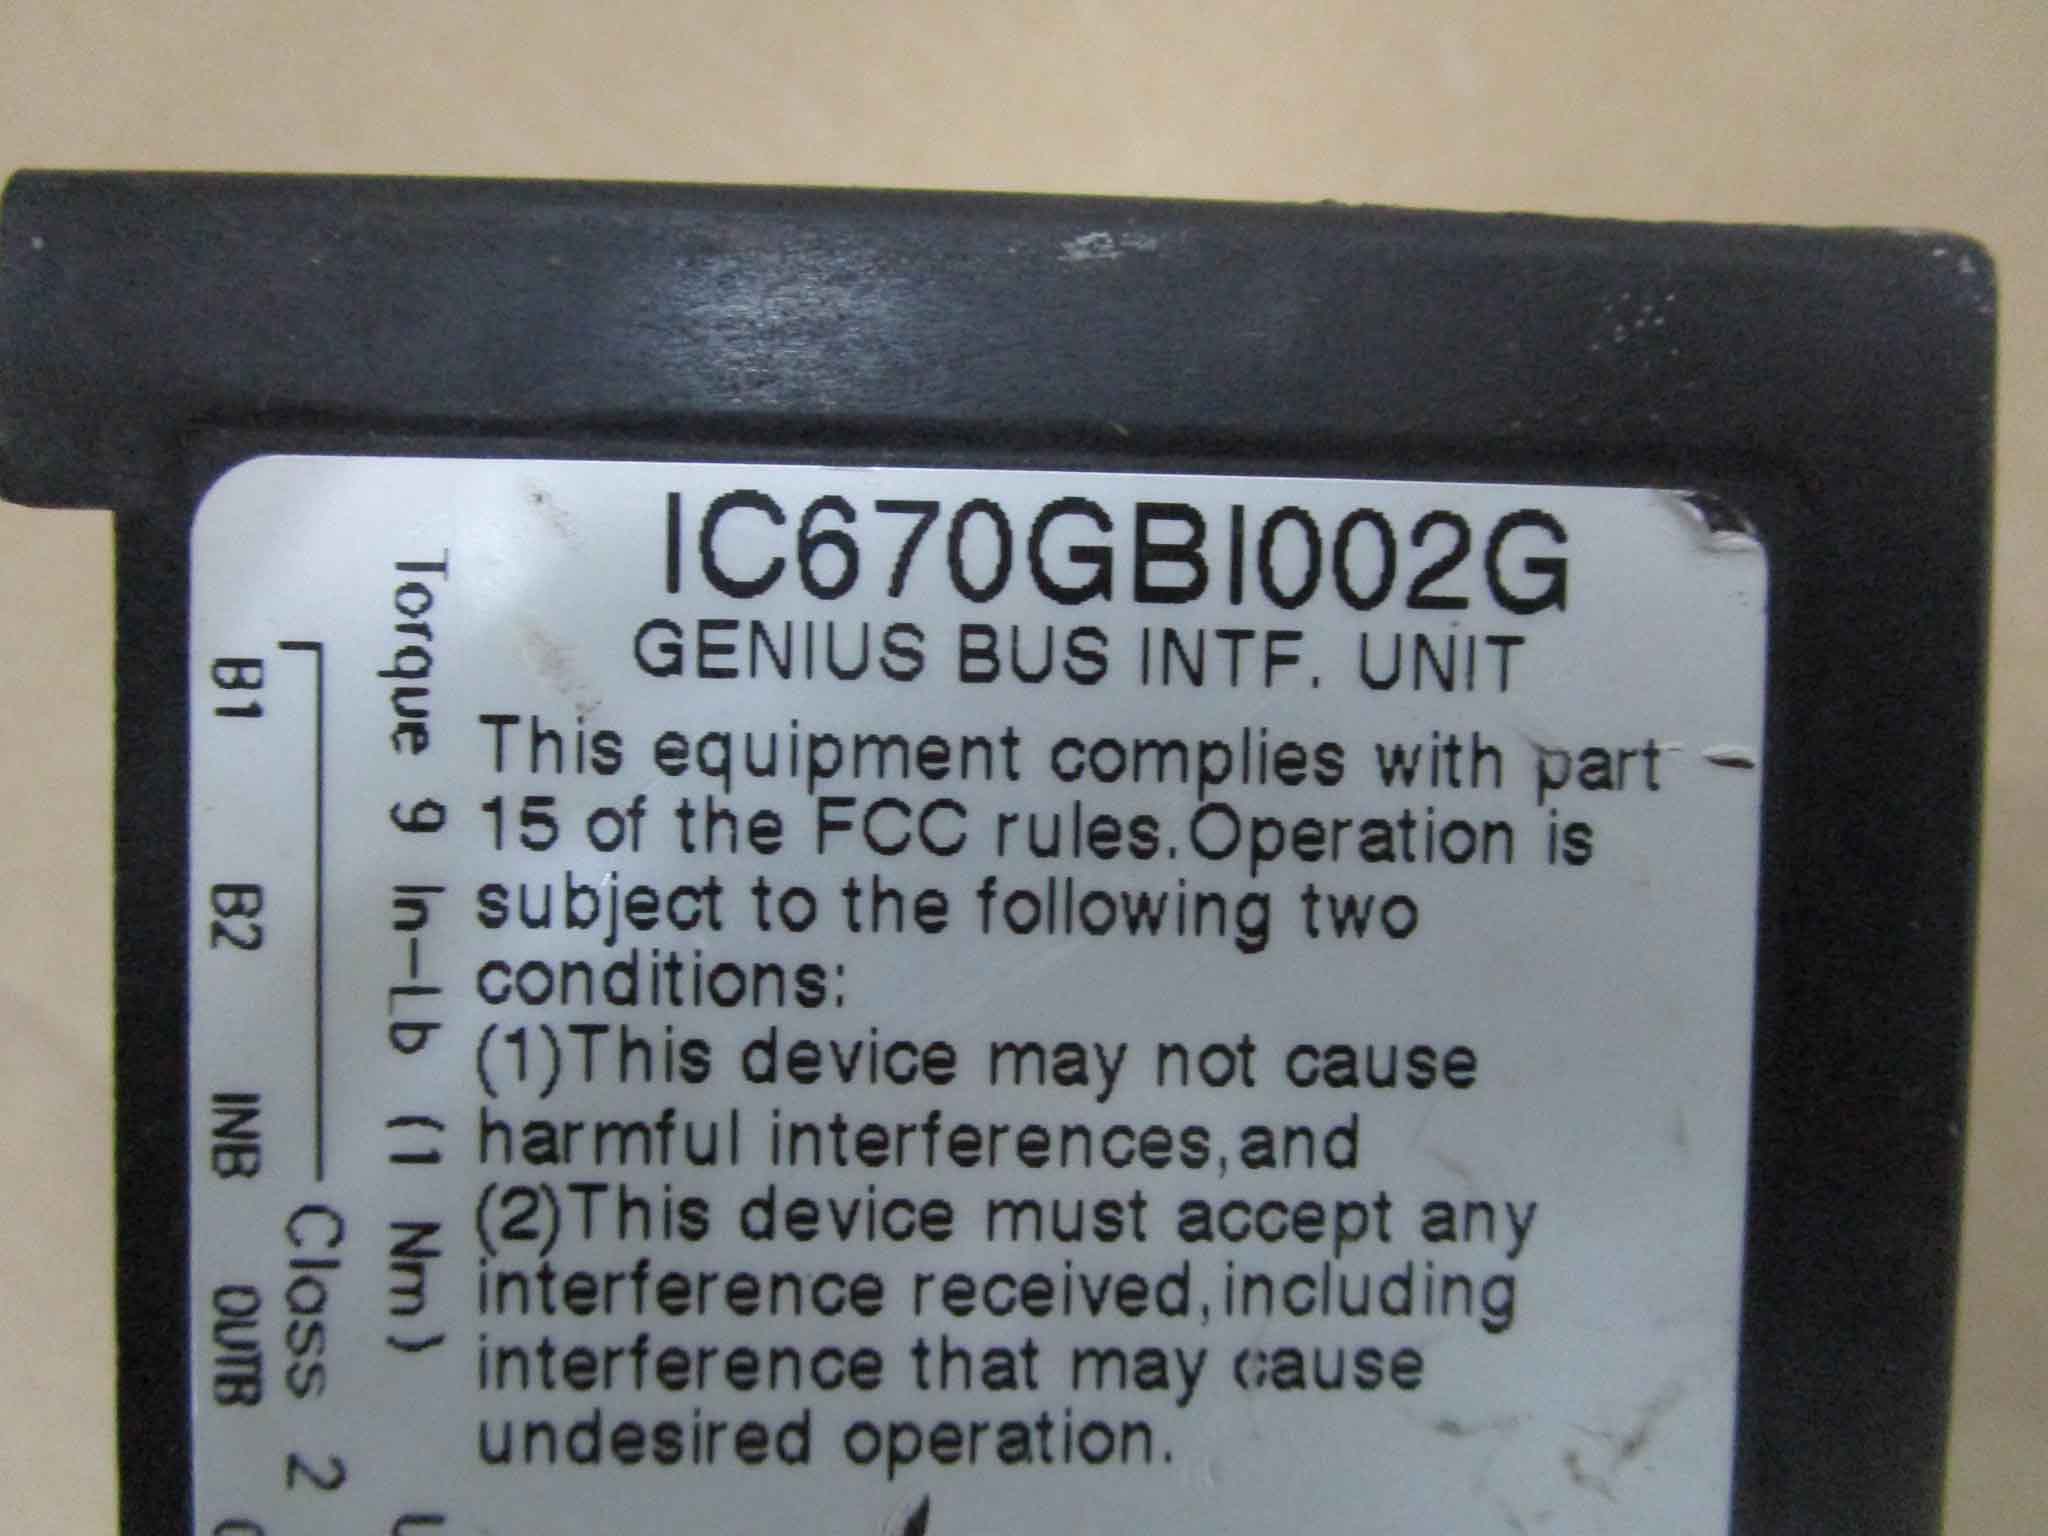 IC670GBI002G
GENIUS BUS INTF. UNIT
This equipment complies with part
15 of the FCC rules.Operation is
subject to the following two
conditions:
(1)This device may not cause
harmful interferences,and
(2)This device must accept any
interference received,including
interference that may cause
undesired operation.
Torque 9 In-Lb (1 Nm)
Class 2
B1 B2 INB OUTB